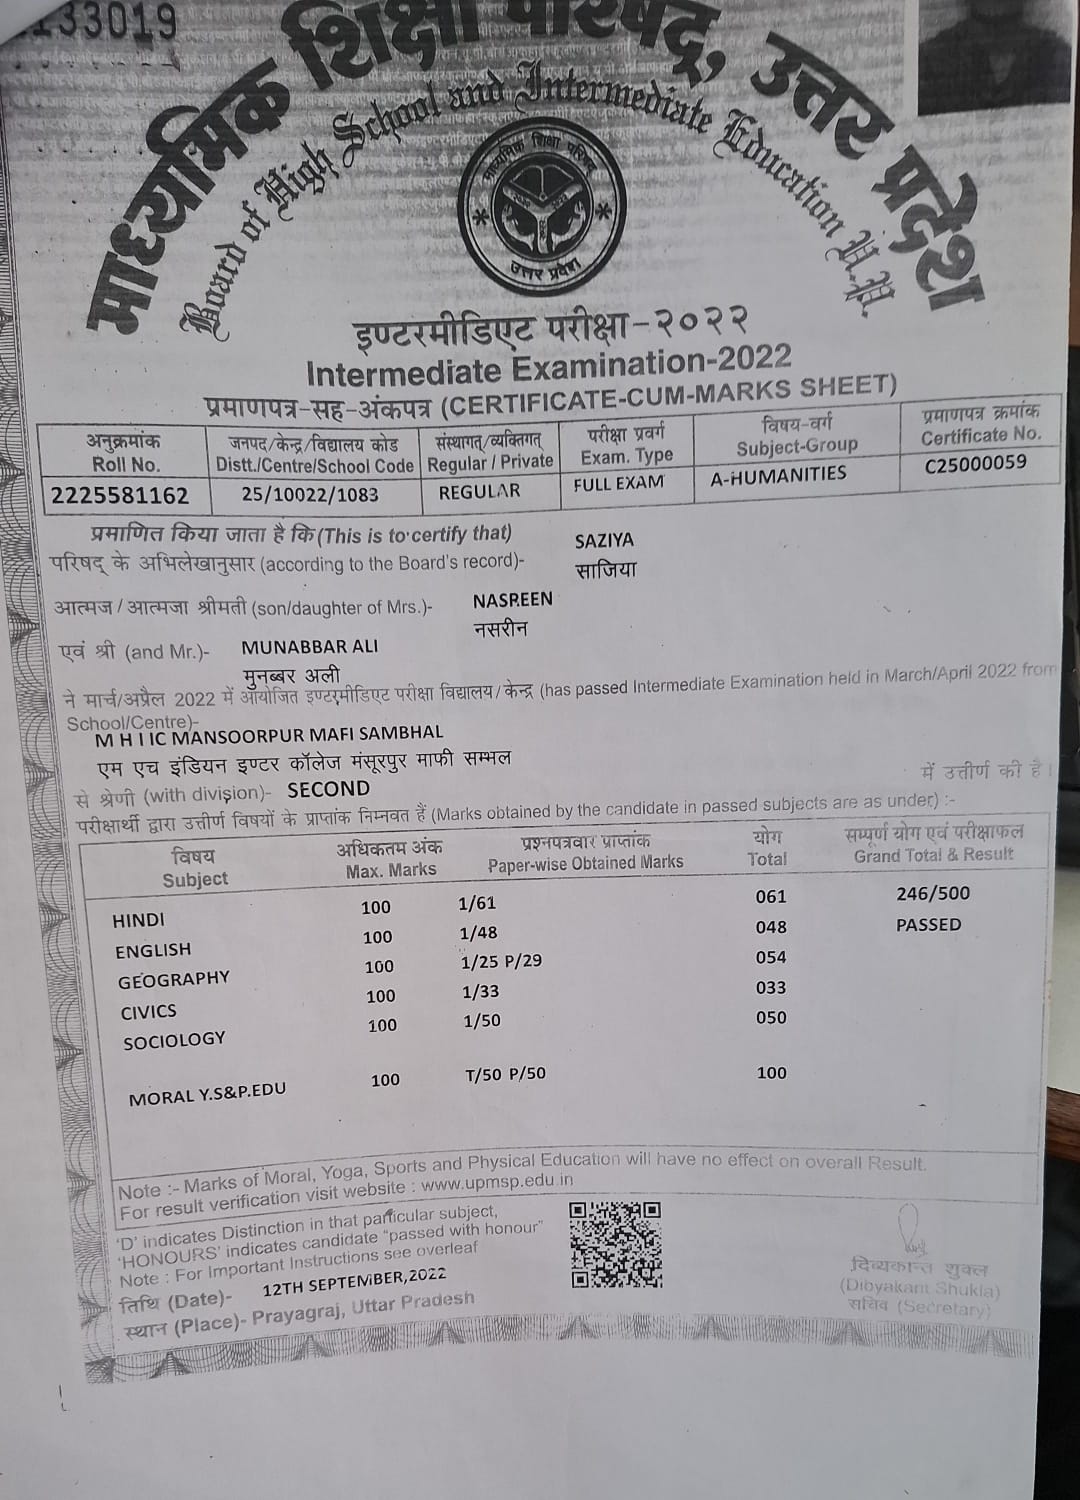 133019
माध्यमिक शिक्षा परिषद्, उत्तर प्रदेश
Board of High School and Intermediate Education U.P.
माध्यमिक शिक्षा परिषद
उत्तर प्रदेश
इण्टरमीडिएट परीक्षा-२०२२
Intermediate Examination-2022
प्रमाणपत्र-सह-अंकपत्र (CERTIFICATE-CUM-MARKS SHEET)
अनुक्रमांक जनपद/केन्द्र/विद्यालय कोड संस्थागत्/व्यक्तिगत् परीक्षा प्रवर्ग विषय-वर्ग प्रमाणपत्र क्रमांक
Roll No. Distt./Centre/School Code Regular / Private Exam. Type Subject-Group Certificate No.
2225581162 25/10022/1083 REGULAR FULL EXAM A-HUMANITIES C25000059
प्रमाणित किया जाता है कि (This is to certify that) SAZIYA
परिषद् के अभिलेखानुसार (according to the Board's record)- साजिया
आत्मज/आत्मजा श्रीमती (son/daughter of Mrs.)- NASREEN
नसरीन
एवं श्री (and Mr.)- MUNABBAR ALI
मुनब्बर अली
ने मार्च/अप्रैल 2022 में आयोजित इण्टरमीडिएट परीक्षा विद्यालय/केन्द्र (has passed Intermediate Examination held in March/April 2022 from
School/Centre)-
M H I IC MANSOORPUR MAFI SAMBHAL
एम एच इंडियन इण्टर कॉलेज मंसूरपुर माफी सम्भल
से श्रेणी (with division)- SECOND में उत्तीर्ण की है।
परीक्षार्थी द्वारा उत्तीर्ण विषयों के प्राप्तांक निम्नवत हैं (Marks obtained by the candidate in passed subjects are as under) :-
विषय अधिकतम अंक प्रश्नपत्रवार प्राप्तांक योग सम्पूर्ण योग एवं परीक्षाफल
Subject Max. Marks Paper-wise Obtained Marks Total Grand Total & Result
HINDI 100 1/61 061 246/500
ENGLISH 100 1/48 048 PASSED
GEOGRAPHY 100 1/25 P/29 054
CIVICS 100 1/33 033
SOCIOLOGY 100 1/50 050
MORAL Y.S&P.EDU 100 T/50 P/50 100
Note :- Marks of Moral, Yoga, Sports and Physical Education will have no effect on overall Result.
For result verification visit website : www.upmsp.edu.in
'D' indicates Distinction in that particular subject,
'HONOURS' indicates candidate "passed with honour"
Note : For Important Instructions see overleaf
तिथि (Date)- 12TH SEPTEMBER,2022
स्थान (Place)- Prayagraj, Uttar Pradesh
दिव्यकान्त शुक्ल
(Dibyakant Shukla)
सचिव (Secretary)